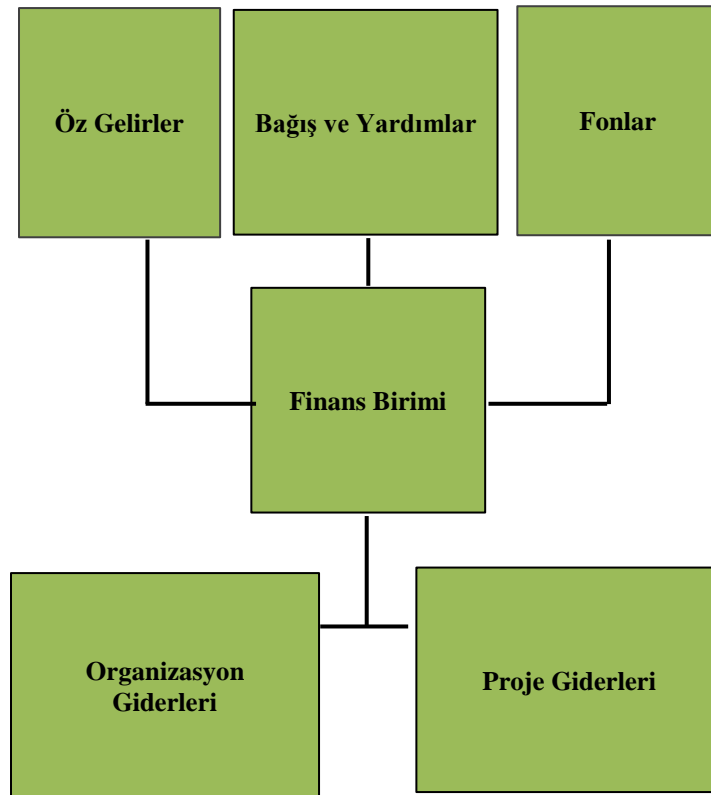 Öz Gelirler
Bağış ve Yardımlar
Fonlar
Finans Birimi
Organizasyon
Giderleri
Proje Giderleri